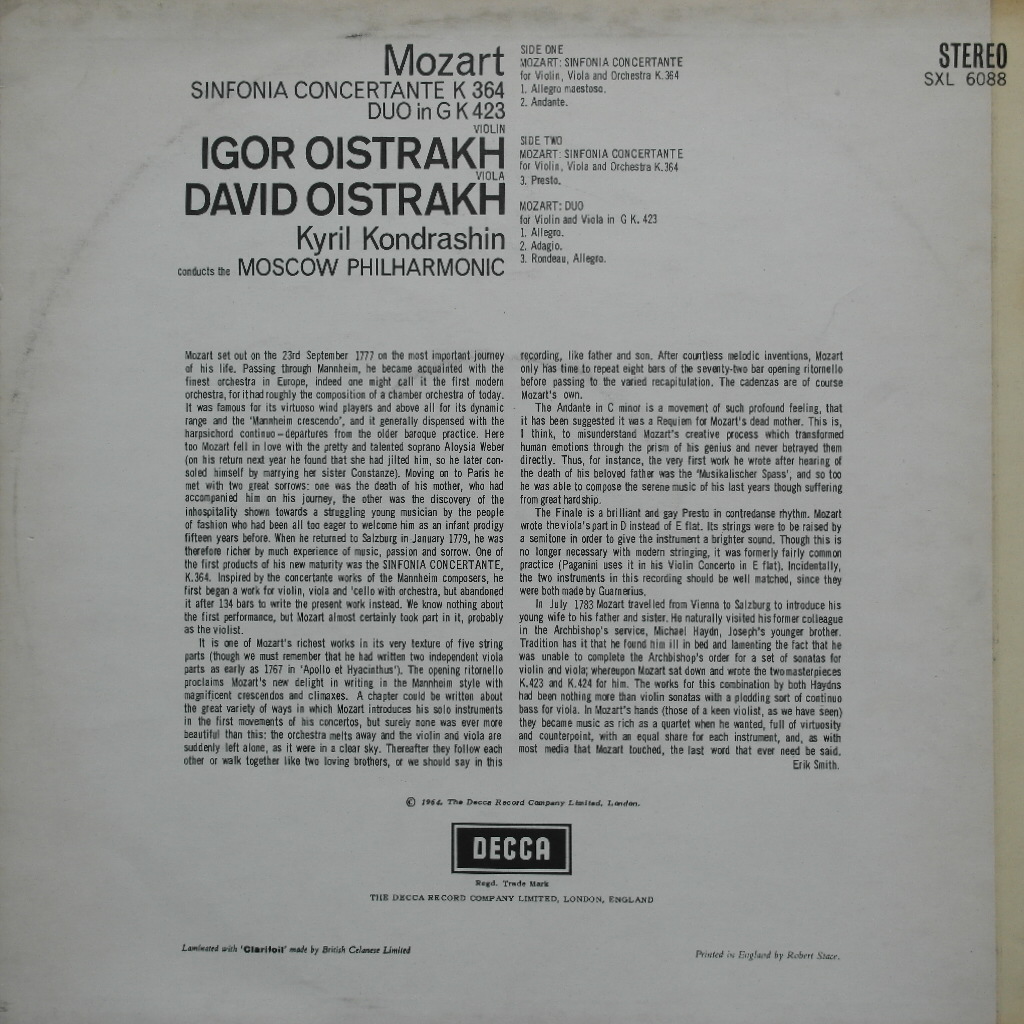 Mozart
SINFONIA CONCERTANTE K 364
DUO in G K 423
VIOLIN
IGOR OISTRAKH
VIOLA
DAVID OISTRAKH
Kyril Kondrashin
conducts the MOSCOW PHILHARMONIC
SIDE ONE
MOZART: SINFONIA CONCERTANTE
for Violin, Viola and Orchestra K.364
1. Allegro maestoso.
2. Andante.
SIDE TWO
MOZART: SINFONIA CONCERTANTE
for Violin, Viola and Orchestra K.364
3. Presto.
MOZART: DUO
for Violin and Viola in G K. 423
1. Allegro.
2. Adagio.
3. Rondeau, Allegro.
STEREO
SXL 6088
Mozart set out on the 23rd September 1777 on the most important journey
of his life. Passing through Mannheim, he became acquainted with the
finest orchestra in Europe, indeed one might call it the first modern
orchestra, for it had roughly the composition of a chamber orchestra of today.
It was famous for its virtuoso wind players and above all for its dynamic
range and the 'Mannheim crescendo', and it generally dispensed with the
harpsichord continuo – departures from the older baroque practice. Here
too Mozart fell in love with the pretty and talented soprano Aloysia Weber
(on his return next year he found that she had jilted him, so he later con-
soled himself by marrying her sister Constanze). Moving on to Paris he
met with two great sorrows: one was the death of his mother, who had
accompanied him on his journey, the other was the discovery of the
inhospitality shown towards a struggling young musician by the people
of fashion who had been all too eager to welcome him as an infant prodigy
fifteen years before. When he returned to Salzburg in January 1779, he was
therefore richer by much experience of music, passion and sorrow. One of
the first products of his new maturity was the SINFONIA CONCERTANTE,
K.364. Inspired by the concertante works of the Mannheim composers, he
first began a work for violin, viola and 'cello with orchestra, but abandoned
it after 134 bars to write the present work instead. We know nothing about
the first performance, but Mozart almost certainly took part in it, probably
as the violist.
It is one of Mozart's richest works in its very texture of five string
parts (though we must remember that he had written two independent viola
parts as early as 1767 in 'Apollo et Hyacinthus'). The opening ritornello
proclaims Mozart's new delight in writing in the Mannheim style with
magnificent crescendos and climaxes. A chapter could be written about
the great variety of ways in which Mozart introduces his solo instruments
in the first movements of his concertos, but surely none was ever more
beautiful than this: the orchestra melts away and the violin and viola are
suddenly left alone, as it were in a clear sky. Thereafter they follow each
other or walk together like two loving brothers, or we should say in this
recording, like father and son. After countless melodic inventions, Mozart
only has time to repeat eight bars of the seventy-two bar opening ritornello
before passing to the varied recapitulation. The cadenzas are of course
Mozart's own.
The Andante in C minor is a movement of such profound feeling, that
it has been suggested it was a Requiem for Mozart's dead mother. This is,
I think, to misunderstand Mozart's creative process which transformed
human emotions through the prism of his genius and never betrayed them
directly. Thus, for instance, the very first work he wrote after hearing of
the death of his beloved father was the 'Musikalischer Spass', and so too
he was able to compose the serene music of his last years though suffering
from great hardship.
The Finale is a brilliant and gay Presto in contredanse rhythm. Mozart
wrote the viola's part in D instead of E flat. Its strings were to be raised by
a semitone in order to give the instrument a brighter sound. Though this is
no longer necessary with modern stringing, it was formerly fairly common
practice (Paganini uses it in his Violin Concerto in E flat). Incidentally,
the two instruments in this recording should be well matched, since they
were both made by Guarnerius.
In July 1783 Mozart travelled from Vienna to Salzburg to introduce his
young wife to his father and sister. He naturally visited his former colleague
in the Archbishop's service, Michael Haydn, Joseph's younger brother.
Tradition has it that he found him ill in bed and lamenting the fact that he
was unable to complete the Archbishop's order for a set of sonatas for
violin and viola; whereupon Mozart sat down and wrote the two masterpieces
K.423 and K.424 for him. The works for this combination by both Haydns
had been nothing more than violin sonatas with a plodding sort of continuo
bass for viola. In Mozart's hands (those of a keen violist, as we have seen)
they became music as rich as a quartet when he wanted, full of virtuosity
and counterpoint, with an equal share for each instrument, and, as with
most media that Mozart touched, the last word that ever need be said.
Erik Smith.
© 1964, The Decca Record Company Limited, London.
DECCA
Regd. Trade Mark
THE DECCA RECORD COMPANY LIMITED, LONDON, ENGLAND
Laminated with 'Clarifoil' made by British Celanese Limited
Printed in England by Robert Stace.